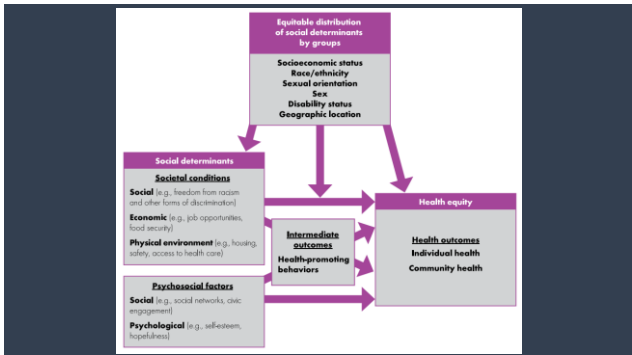 Equitable distribution
of social determinants
by groups
Socioeconomic status
Race/ethnicity
Sexual orientation
Sex
Disability status
Geographic location
Social determinants
Societal conditions
Social (e.g., freedom from racism
and other forms of discrimination)
Economic (e.g., job opportunities,
food security)
Physical environment (e.g., housing,
safety, access to health care)
Psychosocial factors
Social (e.g., social networks, civic
engagement)
Psychological (e.g., self-esteem,
hopefulness)
Intermediate
outcomes
Health-promoting
behaviors
Health equity
Health outcomes
Individual health
Community health